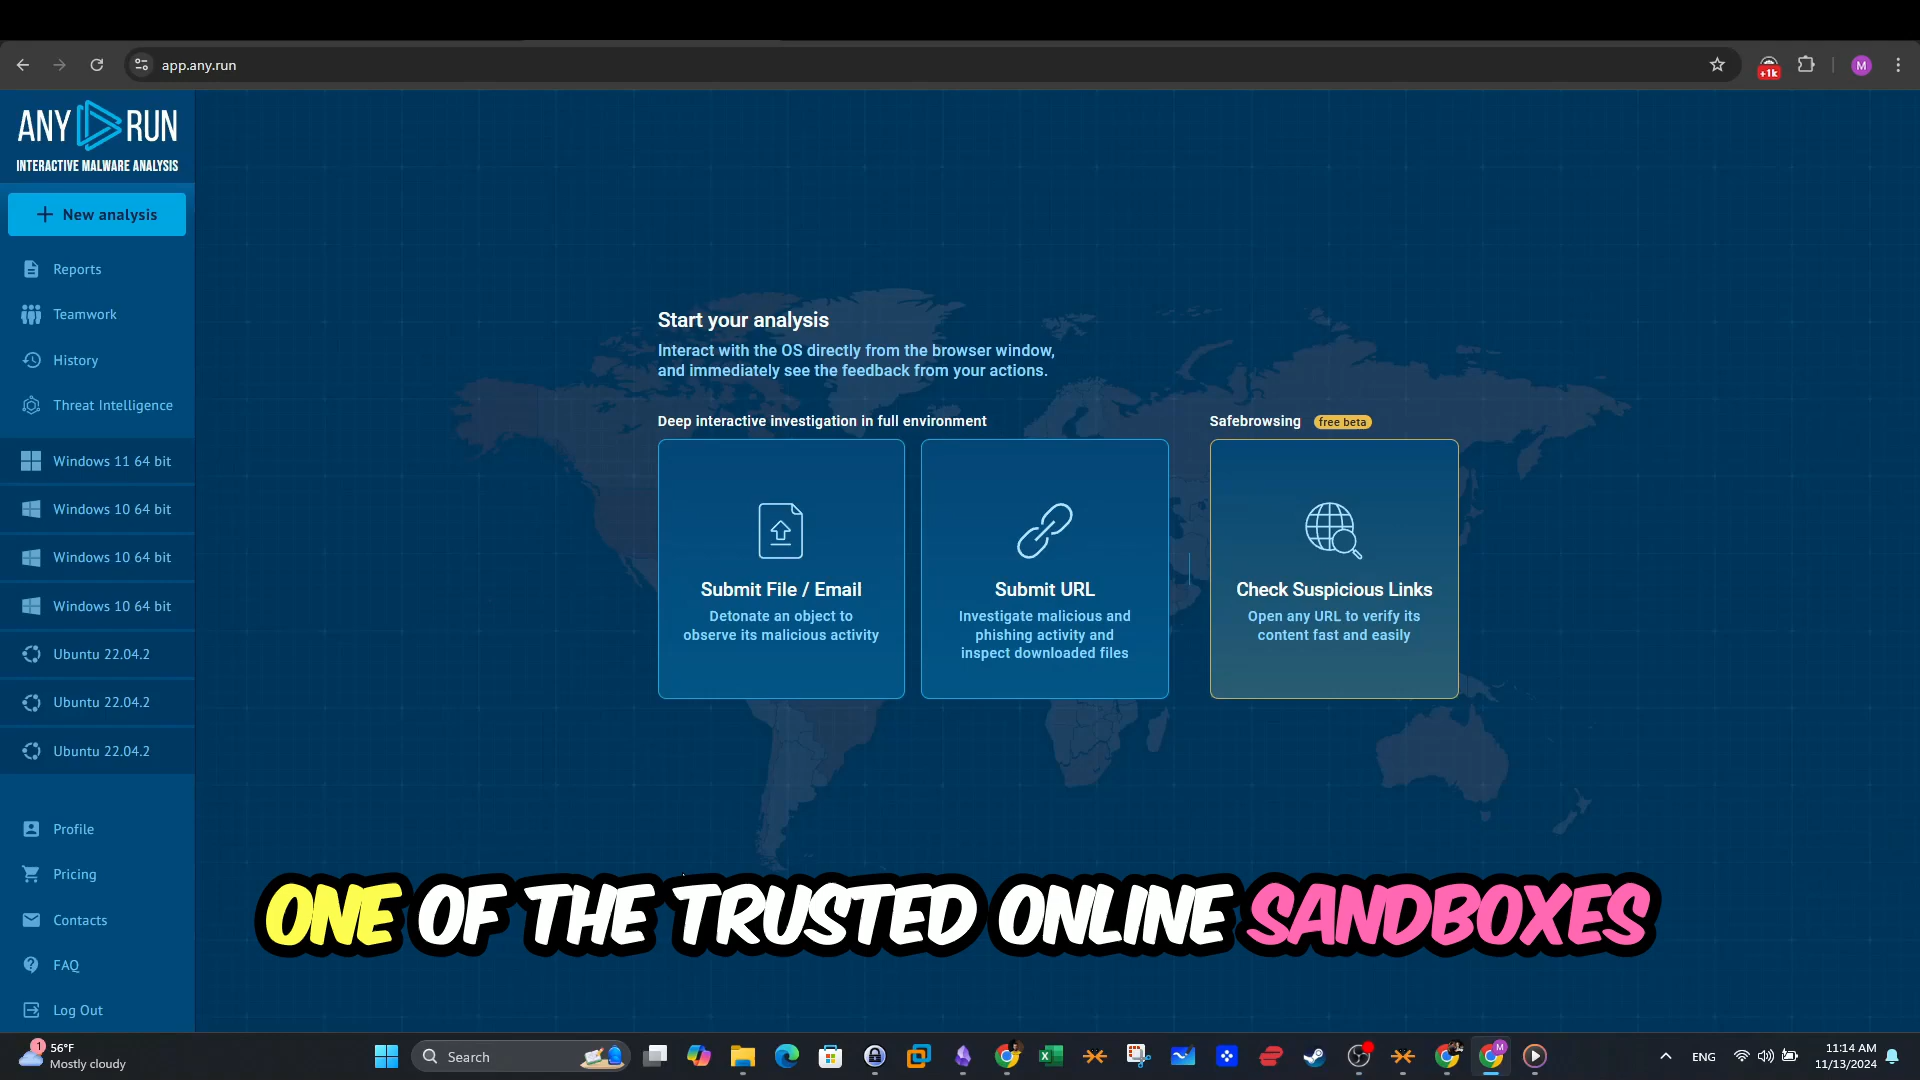 app.any.run
+1k
M
ANY RUN
INTERACTIVE MALWARE ANALYSIS
New analysis
Reports
Teamwork
History
Threat Intelligence
Windows 11 64 bit
Windows 10 64 bit
Windows 10 64 bit
Windows 10 64 bit
Ubuntu 22.04.2
Ubuntu 22.04.2
Ubuntu 22.04.2
Profile
Pricing
Contacts
FAQ
Log Out
Start your analysis
Interact with the OS directly from the browser window,
and immediately see the feedback from your actions.
Deep interactive investigation in full environment
Submit File / Email
Detonate an object to
observe its malicious activity
Submit URL
Investigate malicious and
phishing activity and
inspect downloaded files
Safebrowsing free beta
Check Suspicious Links
Open any URL to verify its
content fast and easily
ONE OF THE TRUSTED ONLINE SANDBOXES
1
56°F
Mostly cloudy
Search
M
ENG
11:14 AM
11/13/2024